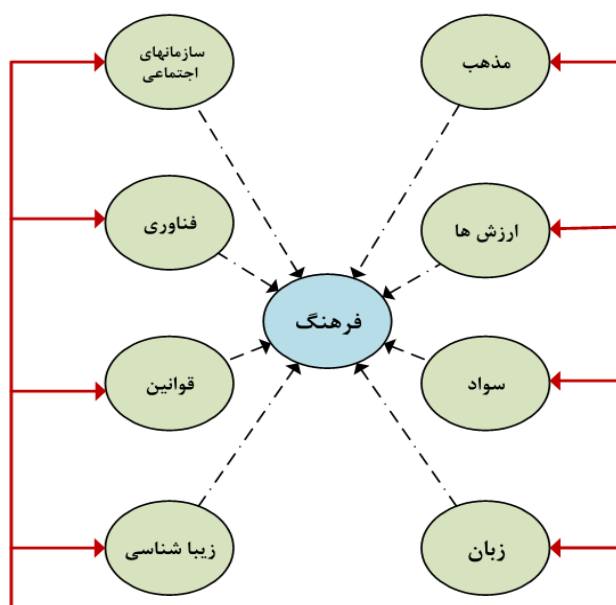 مذهب
سازمانهای
اجتماعی
ارزش ها
فناوری
فرهنگ
سواد
قوانین
زبان
زیبا شناسی